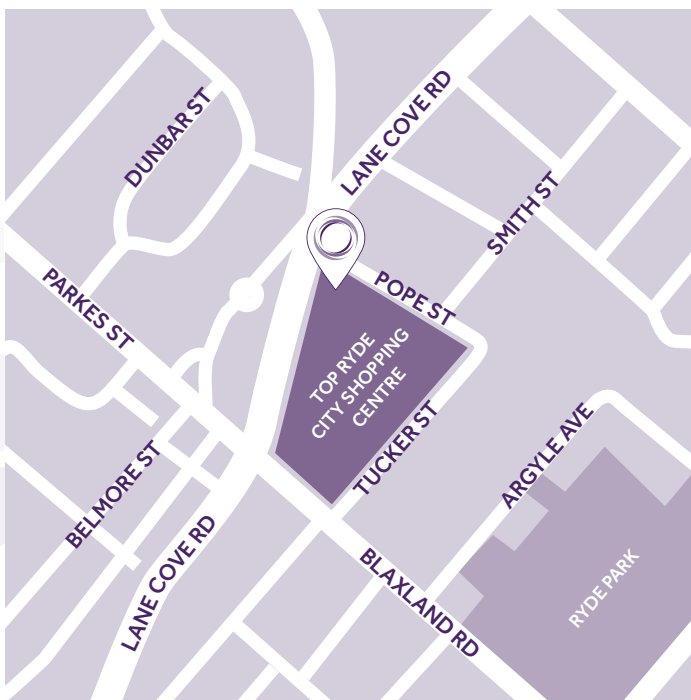 DUNBAR ST
LANE COVE RD
SMITH ST
PARKES ST
POPE ST
TOP RYDE
CITY SHOPPING
CENTRE
TUCKER ST
ARGYLE AVE
BELMORE ST
LANE COVE RD
BLAXLAND RD
RYDE PARK